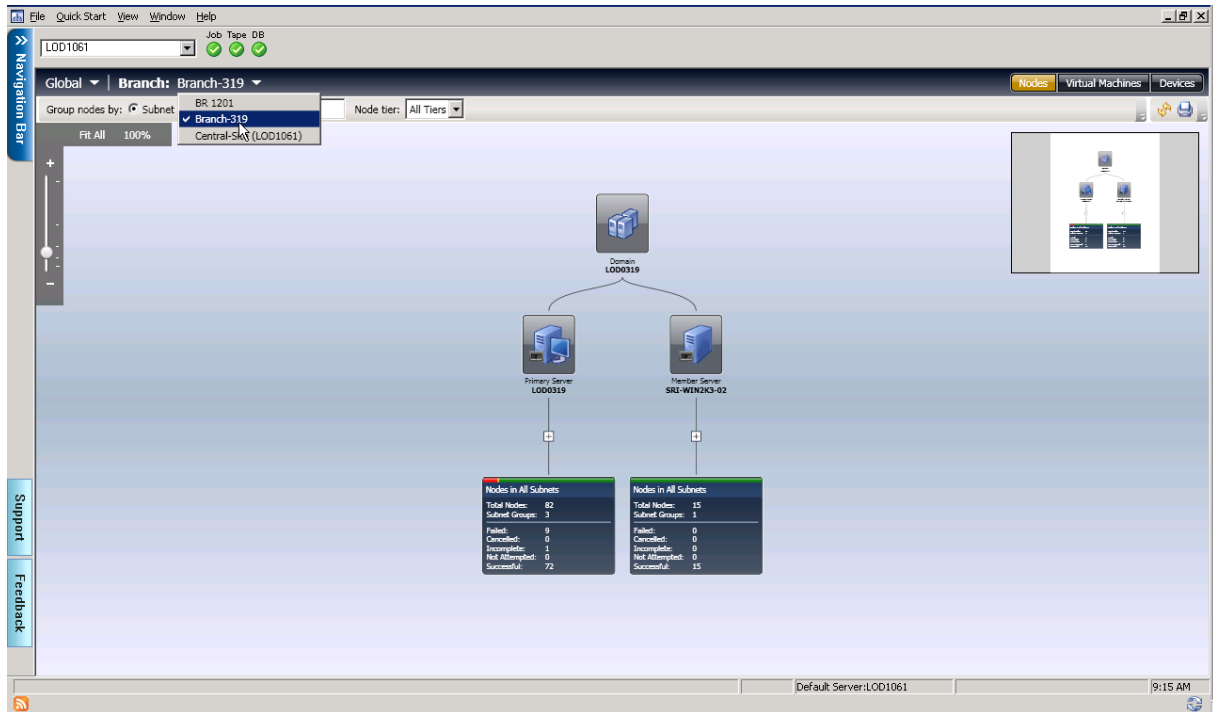 File Quick Start View Window Help
Job Tape DB
LOD1061
Navigation Bar
Global Branch: Branch-319
Nodes Virtual Machines Devices
Group nodes by: Subnet
Node tier: All Tiers
BR 1201
Branch-319
(LOD1061)
Fit All 100%
Domain
LOD0319
Primary Server
LOD0319
Member Server
SRI-WIN2K3-02
Nodes in All Subnets
Total Nodes: 82
Subnet Groups: 3
Failed: 9
Cancelled: 0
Incomplete: 1
Not Attempted: 0
Successful: 72
Nodes in All Subnets
Total Nodes: 15
Subnet Groups: 1
Failed: 0
Cancelled: 0
Incomplete: 0
Not Attempted: 0
Successful: 15
Support
Feedback
Default Server:LOD1061
9:15 AM